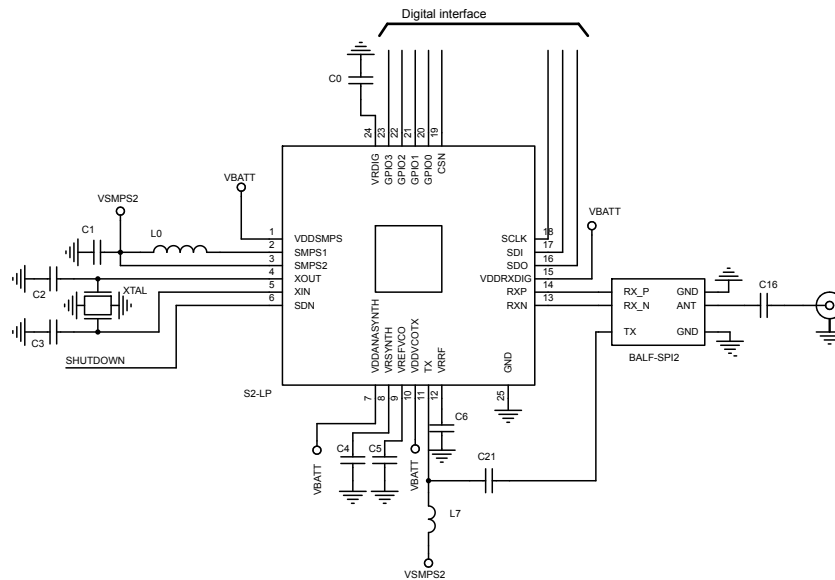 Digital interface
C0
24
23
22
21
20
19
VRDIG
GPIO3
GPIO2
GPIO1
GPIO0
CSN
VBATT
VSMPS2
C1
L0
1
2
3
4
5
6
VDDSMPS
SMPS1
SMPS2
XOUT
XIN
SDN
C2
XTAL
C3
SHUTDOWN
SCLK
SDI
SDO
VDDRXDIG
RXP
RXN
18
17
16
15
14
13
VBATT
RX_P
RX_N
TX
GND
ANT
GND
BALF-SPI2
C16
VDDANASYNTH
VRSYNTH
VREFVCO
VDDVCOTX
TX
VRRF
GND
S2-LP
7
8
9
10
11
12
25
VBATT
C4
C5
VBATT
C6
C21
L7
VSMPS2